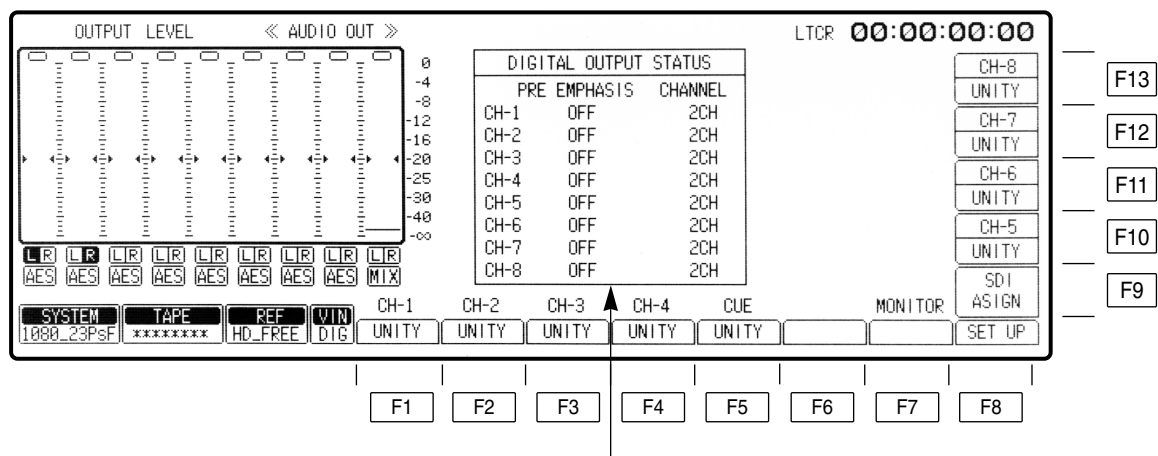 OUTPUT LEVEL ≪ AUDIO OUT ≫ LTCR 00:00:00:00
0
-4
-8
-12
-16
-20
-25
-30
-40
-∞
DIGITAL OUTPUT STATUS
PRE EMPHASIS CHANNEL
CH-1 OFF 2CH
CH-2 OFF 2CH
CH-3 OFF 2CH
CH-4 OFF 2CH
CH-5 OFF 2CH
CH-6 OFF 2CH
CH-7 OFF 2CH
CH-8 OFF 2CH
CH-8
UNITY
F13
CH-7
UNITY
F12
CH-6
UNITY
F11
CH-5
UNITY
F10
SDI
ASIGN
F9
L R L R L R L R L R L R L R L R L R
AES AES AES AES AES AES AES AES MIX
SYSTEM TAPE REF VIN
1080_23PsF ******** HD_FREE DIG
CH-1 CH-2 CH-3 CH-4 CUE MONITOR
UNITY UNITY UNITY UNITY UNITY SET UP
F1 F2 F3 F4 F5 F6 F7 F8